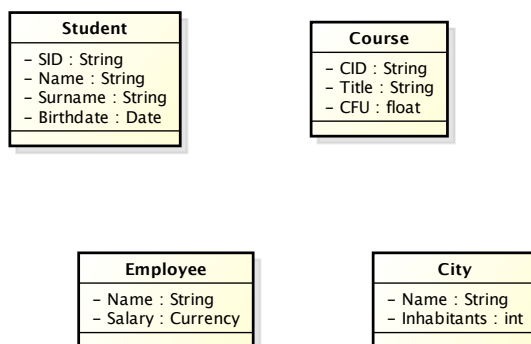 Student
– SID : String
– Name : String
– Surname : String
– Birthdate : Date
Course
– CID : String
– Title : String
– CFU : float
Employee
– Name : String
– Salary : Currency
City
– Name : String
– Inhabitants : int